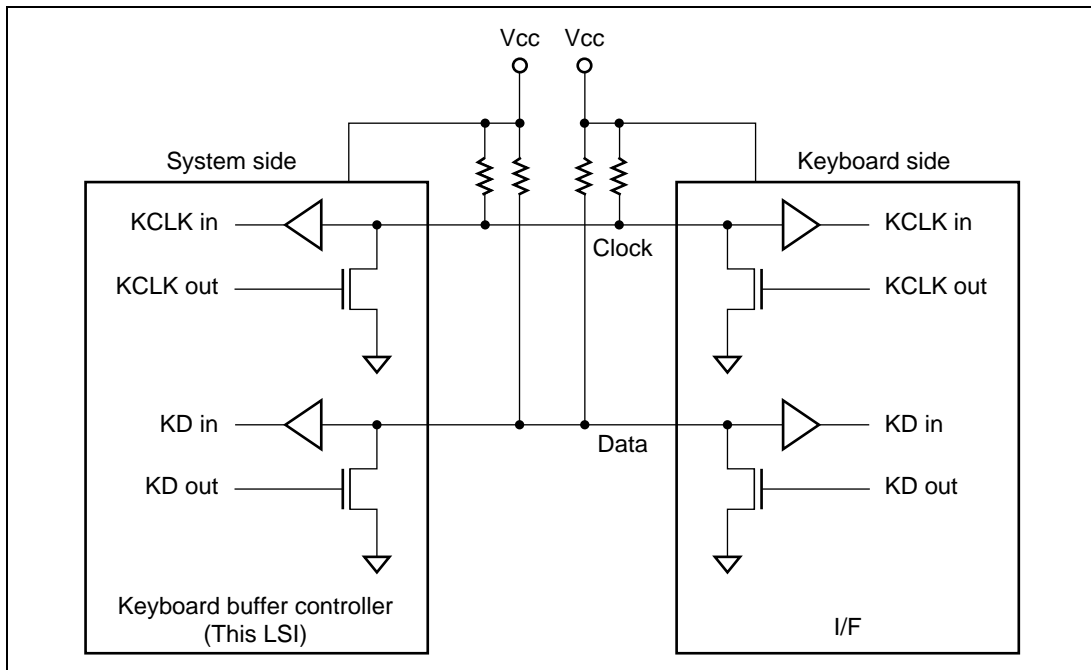 Vcc Vcc
System side
Keyboard side
KCLK in
KCLK in
Clock
KCLK out
KCLK out
KD in
KD in
Data
KD out
KD out
Keyboard buffer controller
(This LSI)
I/F